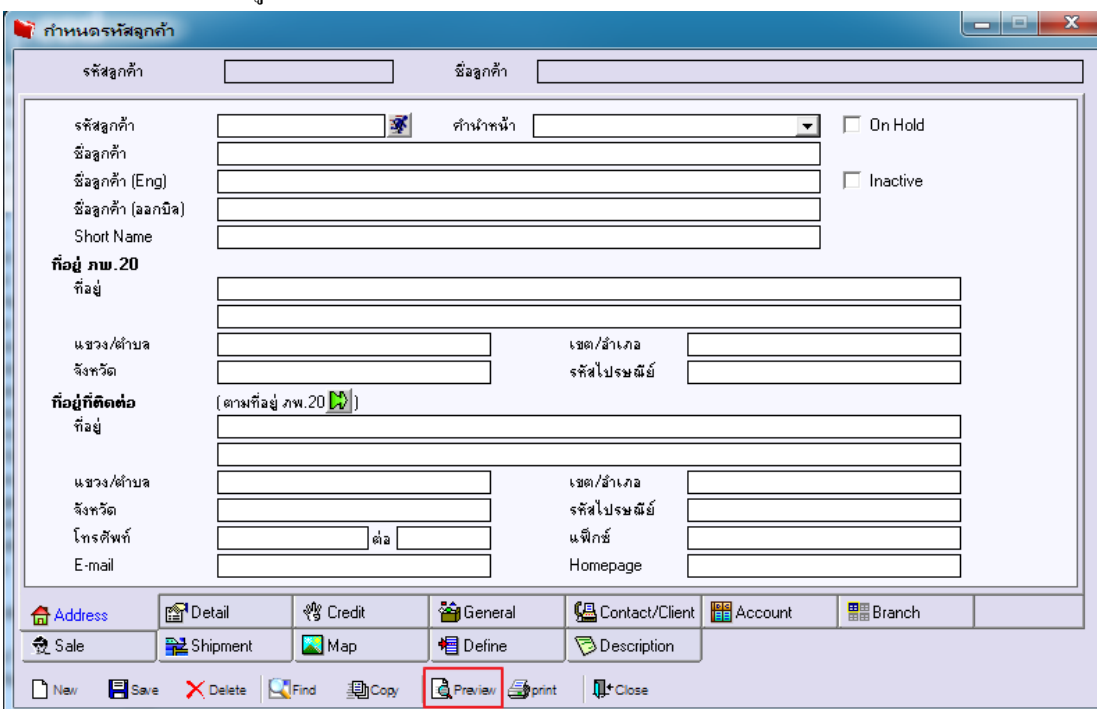 กำหนดรหัสลูกค้า
รหัสลูกค้า ชื่อลูกค้า
รหัสลูกค้า คำนำหน้า On Hold
ชื่อลูกค้า
ชื่อลูกค้า (Eng) Inactive
ชื่อลูกค้า (ออกบิล)
Short Name
ที่อยู่ ภพ.20
ที่อยู่
แขวง/ตำบล เขต/อำเภอ
จังหวัด รหัสไปรษณีย์
ที่อยู่ที่ติดต่อ (ตามที่อยู่ ภพ.20 )
ที่อยู่
แขวง/ตำบล เขต/อำเภอ
จังหวัด รหัสไปรษณีย์
โทรศัพท์ ต่อ แฟ็กซ์
E-mail Homepage
Address Detail Credit General Contact/Client Account Branch
Sale Shipment Map Define Description
New Save Delete Find Copy Preview print Close